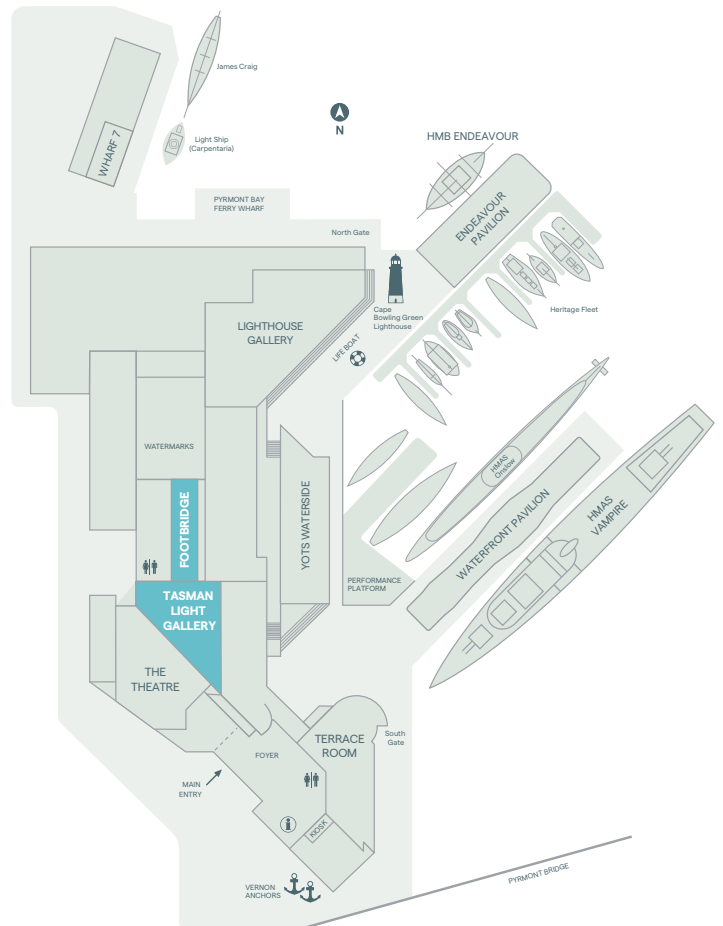 James Craig
Light Ship
(Carpentaria)
WHARF 7
N
HMB ENDEAVOUR
ENDEAVOUR
PAVILION
PYRMONT BAY
FERRY WHARF
North Gate
Cape
Bowling Green
Lighthouse
Heritage Fleet
LIGHTHOUSE
GALLERY
LIFE BOAT
WATERMARKS
HMAS
Onslow
FOOTBRIDGE
YOTS WATERSIDE
WATERFRONT PAVILION
HMAS
VAMPIRE
PERFORMANCE
PLATFORM
TASMAN
LIGHT
GALLERY
THE
THEATRE
TERRACE
ROOM
South
Gate
FOYER
MAIN
ENTRY
KIOSK
VERNON
ANCHORS
PYRMONT BRIDGE